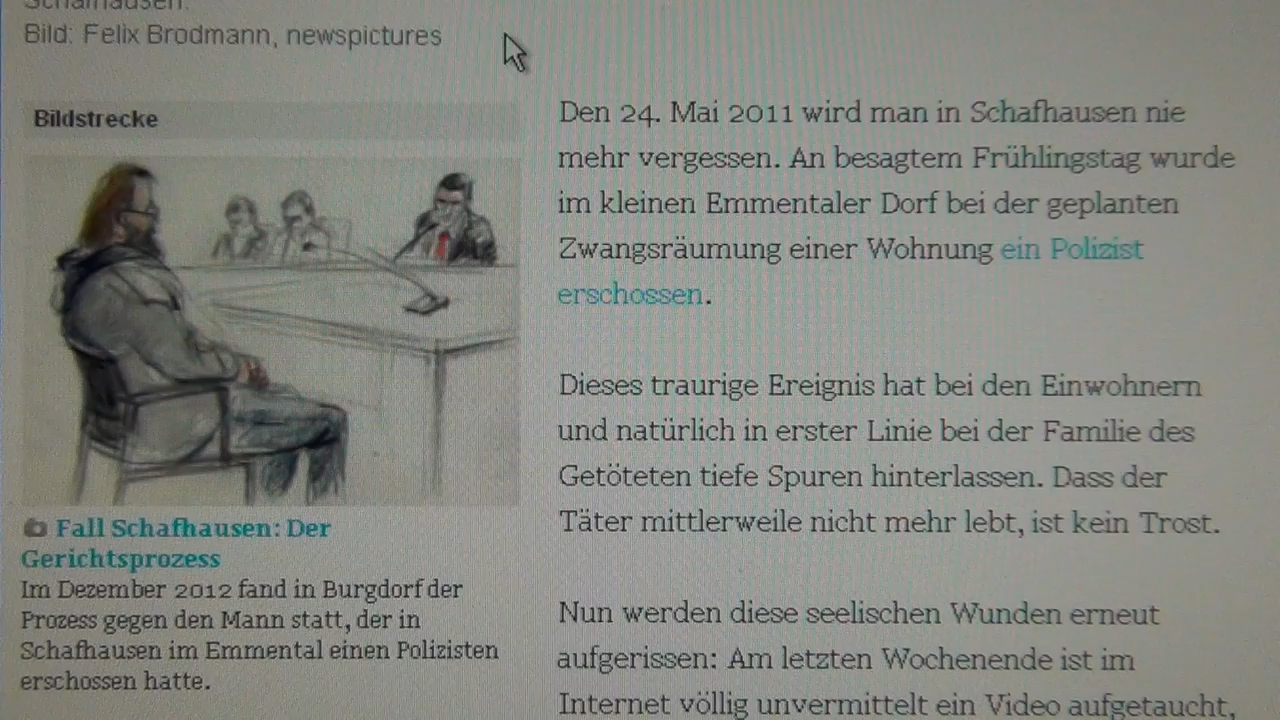 Schafhausen.
Bild: Felix Brodmann, newspictures
Bildstrecke
Fall Schafhausen: Der
Gerichtsprozess
Im Dezember 2012 fand in Burgdorf der
Prozess gegen den Mann statt, der in
Schafhausen im Emmental einen Polizisten
erschossen hatte.
Den 24. Mai 2011 wird man in Schafhausen nie
mehr vergessen. An besagtem Frühlingstag wurde
im kleinen Emmentaler Dorf bei der geplanten
Zwangsräumung einer Wohnung ein Polizist
erschossen.
Dieses traurige Ereignis hat bei den Einwohnern
und natürlich in erster Linie bei der Familie des
Getöteten tiefe Spuren hinterlassen. Dass der
Täter mittlerweile nicht mehr lebt, ist kein Trost.
Nun werden diese seelischen Wunden erneut
aufgerissen: Am letzten Wochenende ist im
Internet völlig unvermittelt ein Video aufgetaucht,